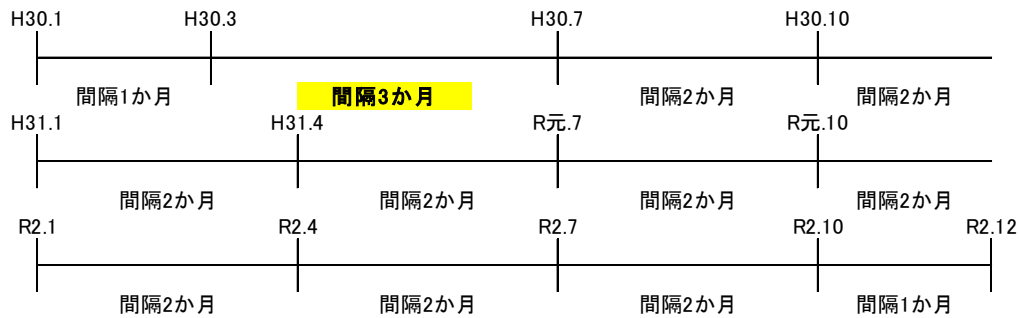 H30.1 H30.3 H30.7 H30.10
間隔1か月 間隔3か月 間隔2か月 間隔2か月
H31.1 H31.4 R元.7 R元.10
間隔2か月 間隔2か月 間隔2か月 間隔2か月
R2.1 R2.4 R2.7 R2.10 R2.12
間隔2か月 間隔2か月 間隔2か月 間隔1か月